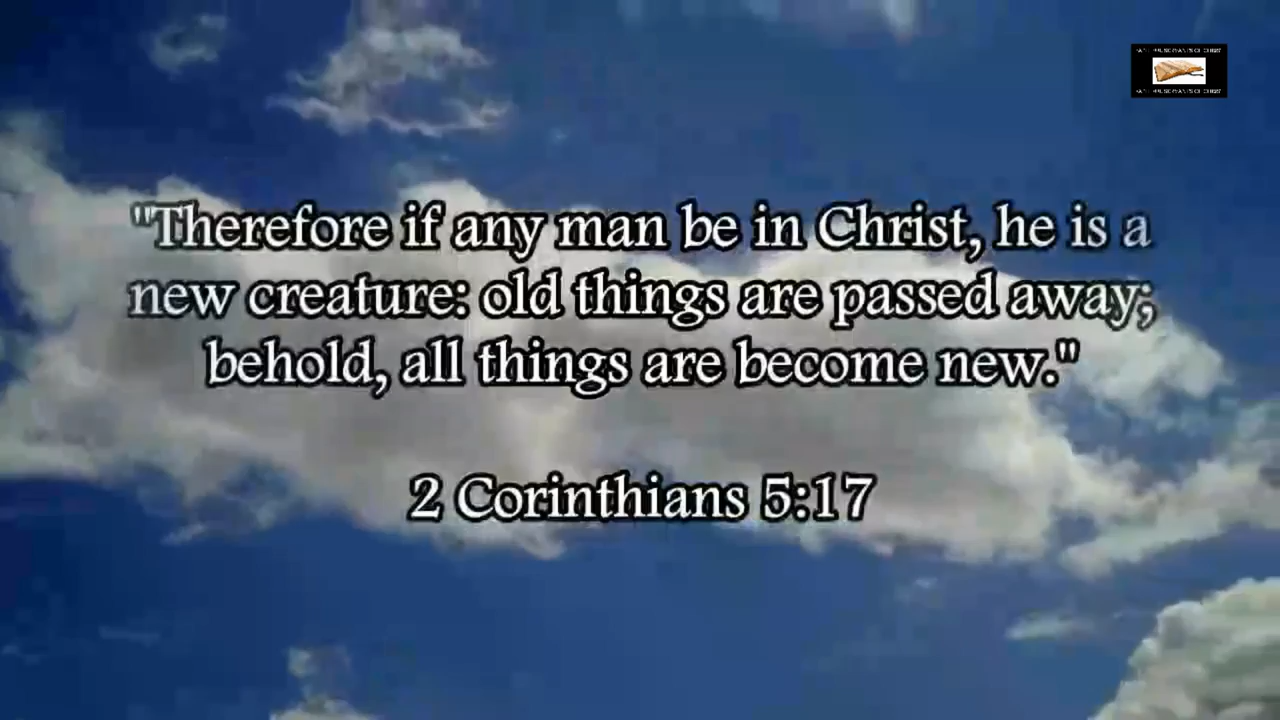 "Therefore if any man be in Christ, he is a
new creature: old things are passed away;
behold, all things are become new."
2 Corinthians 5:17